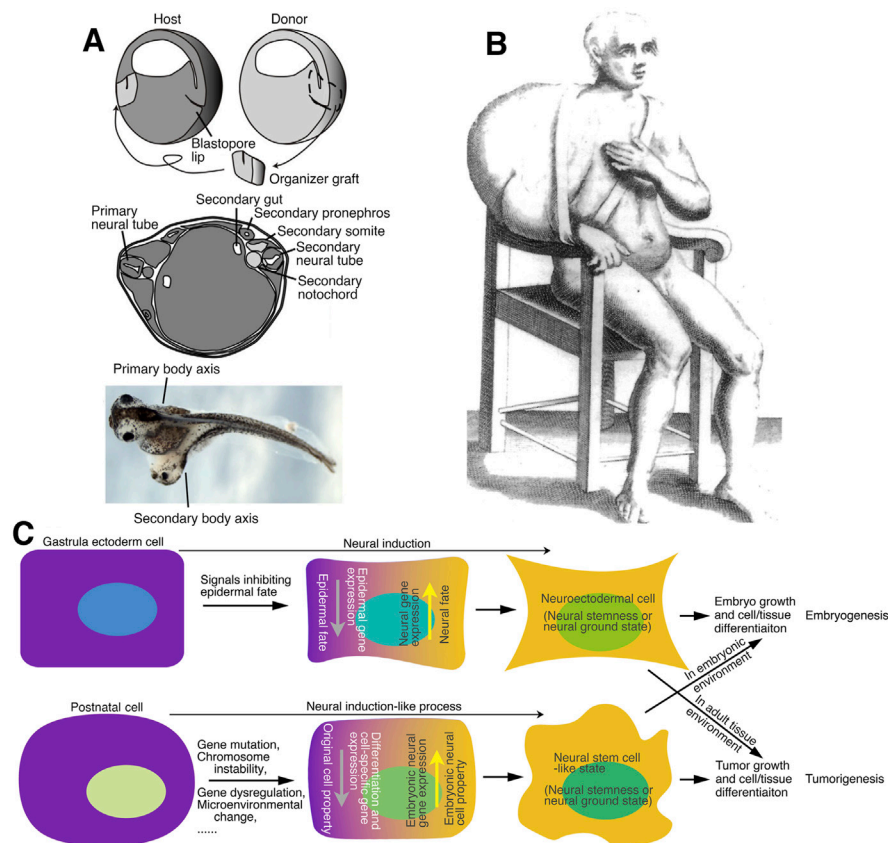 A
Host
Donor
Blastopore
lip
Organizer graft
Secondary gut
Primary
neural tube
Secondary pronephros
Secondary somite
Secondary
neural tube
Secondary
notochord
Primary body axis
Secondary body axis
B
C
Gastrula ectoderm cell
Neural induction
Signals inhibiting
epidermal fate
Epidermal fate
Epidermal gene
expression
Neural gene
expression
Neural fate
Neuroectodermal cell
(Neural stemness or
neural ground state)
Embryo growth
and cell/tissue
differentiaiton
Embryogenesis
In embryonic
environment
In adult tissue
environment
Postnatal cell
Neural induction-like process
Gene mutation,
Chromosome
instability,
Gene dysregulation,
Microenvironmental
change,
......
Original cell property
Differentiation and
cell-specific gene
expression
Embryonic neural
gene expression
Embryonic neural
cell property
Neural stem cell
-like state
(Neural stemness or
neural ground state)
Tumor growth
and cell/tissue
differentiaiton
Tumorigenesis